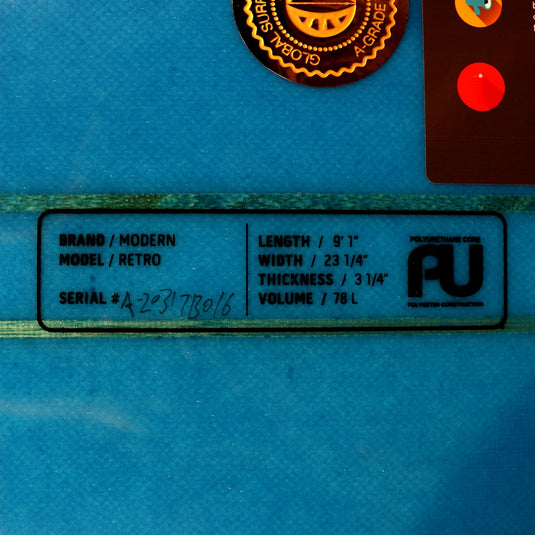 GLOBAL SURF
A-GRADE
BRAND / MODERN
MODEL / RETRO
SERIAL # A-20317B016
LENGTH / 9' 1"
WIDTH / 23 1/4"
THICKNESS / 3 1/4"
VOLUME / 78 L
POLYURETHANE CORE
PU
POLYESTER CONSTRUCTION